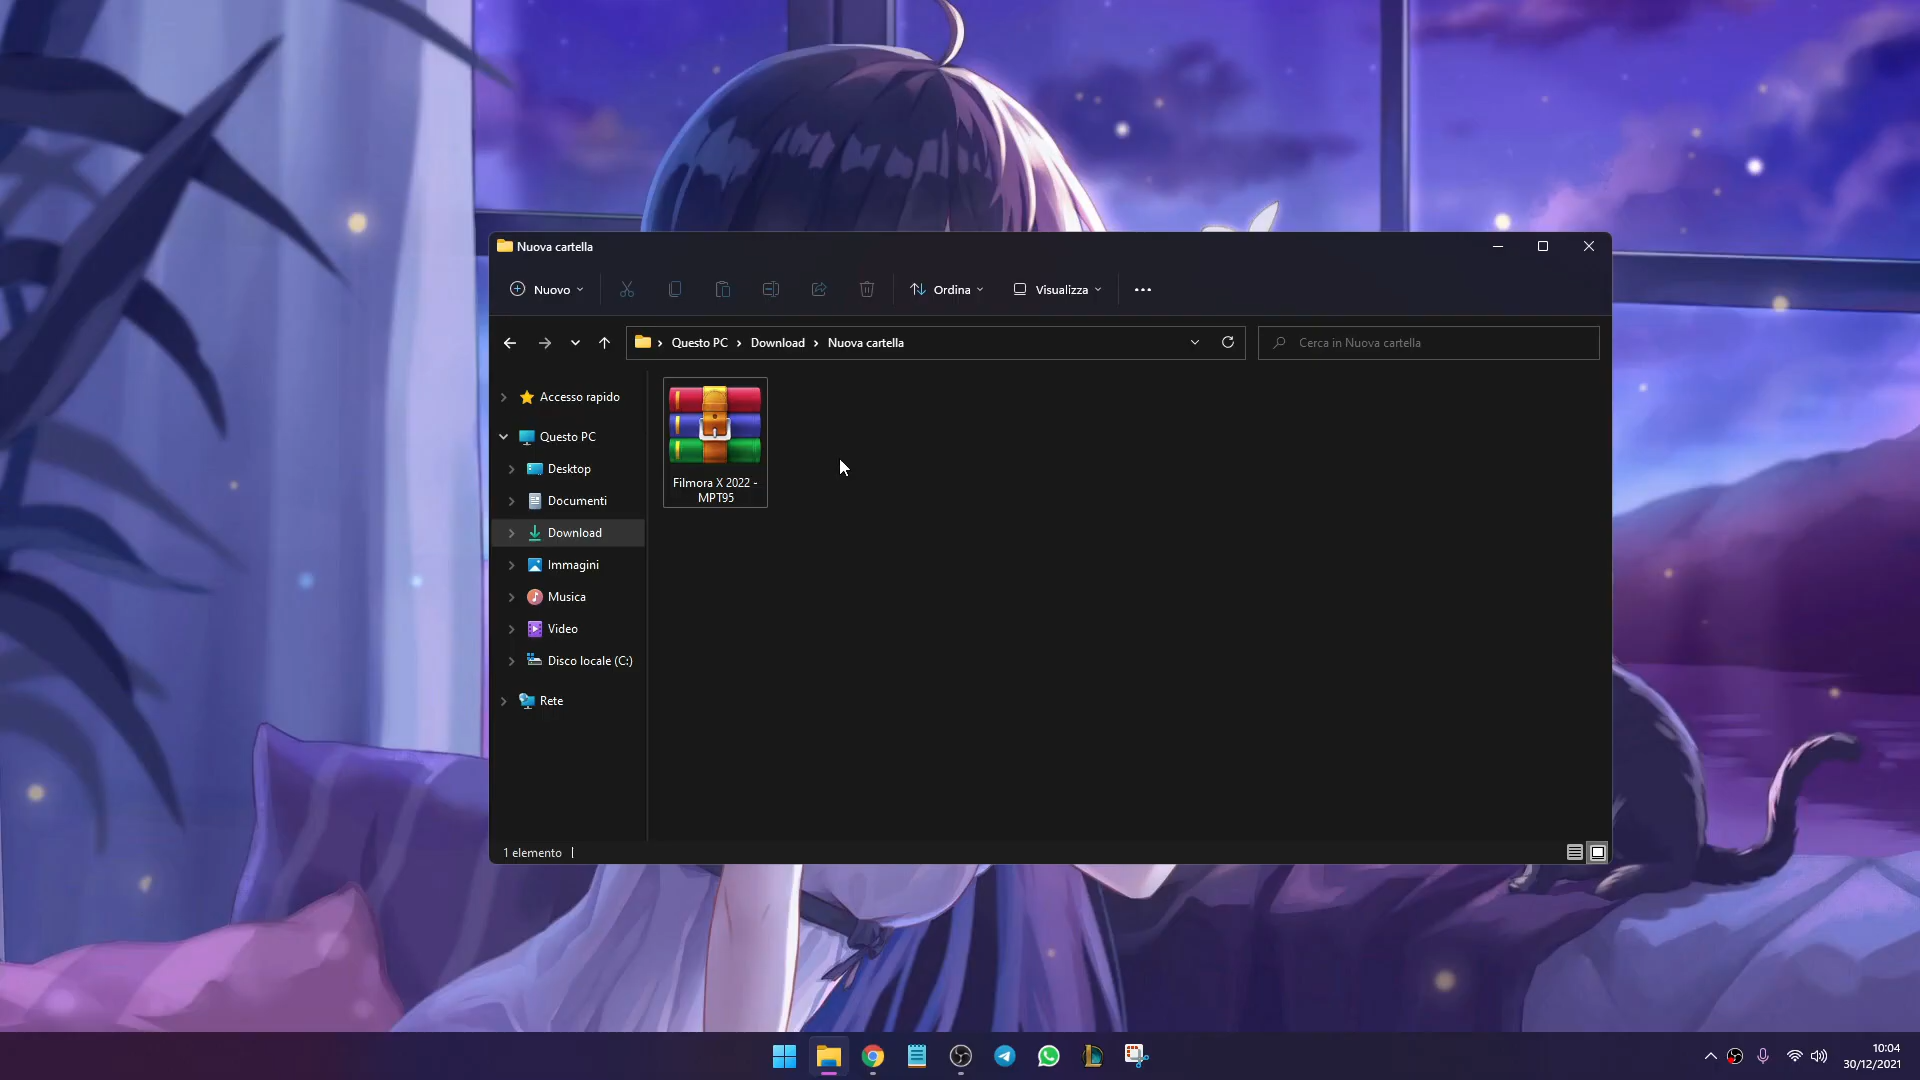 Nuova cartella
Nuovo
Ordina
Visualizza
Questo PC
Download
Nuova cartella
Cerca in Nuova cartella
Accesso rapido
Questo PC
Desktop
Documenti
Download
Immagini
Musica
Video
Disco locale (C:)
Rete
Filmora X 2022 -
MPT95
1 elemento
10:04
30/12/2021